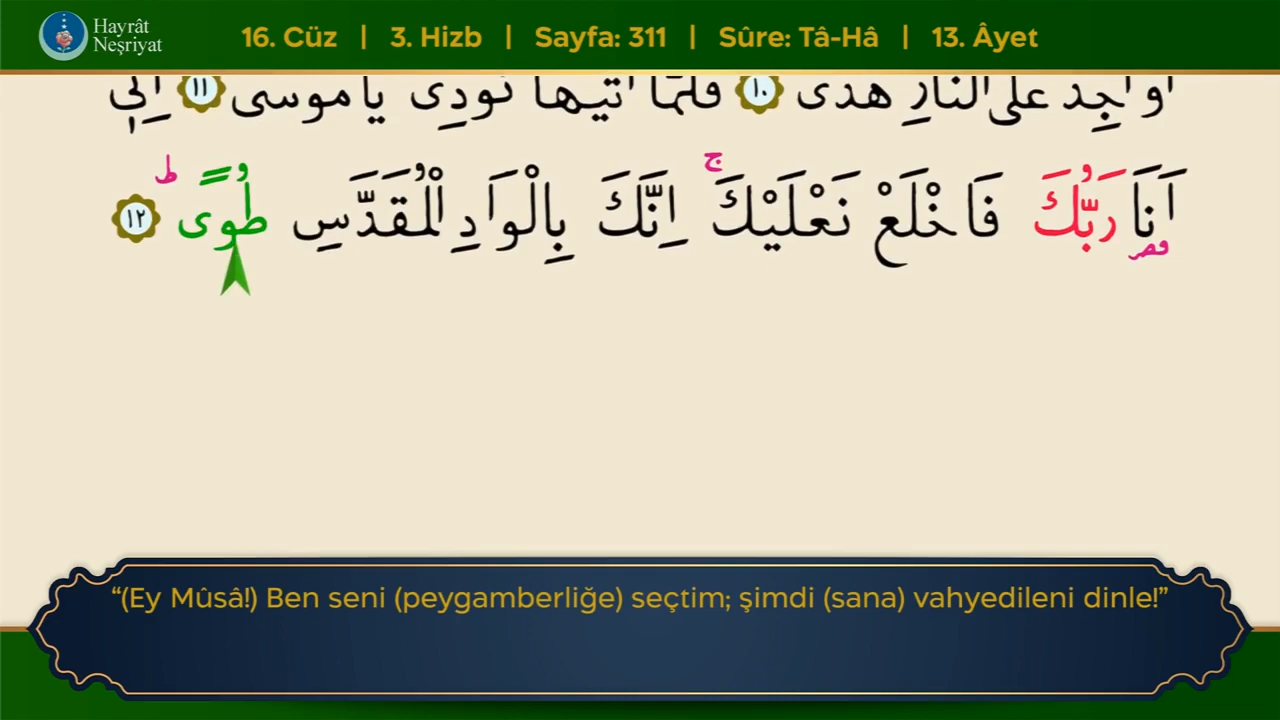 Hayrât
Neşriyat
16. Cüz | 3. Hizb | Sayfa: 311 | Sûre: Tâ-Hâ | 13. Âyet
اَوْ اَجِدُ عَلَى النَّارِ هُدًى ١٠ فَلَمَّٓا اَتٰيهَا نُودِىَ يَا مُوسٰى ١١ اِنّ۪ٓى
اَنَا۬ رَبُّكَ فَاخْلَعْ نَعْلَيْكَۚ اِنَّكَ بِالْوَادِ الْمُقَدَّسِ طُوًىۜ ١٢
قصر
“(Ey Mûsâ!) Ben seni (peygamberliğe) seçtim; şimdi (sana) vahyedileni dinle!”